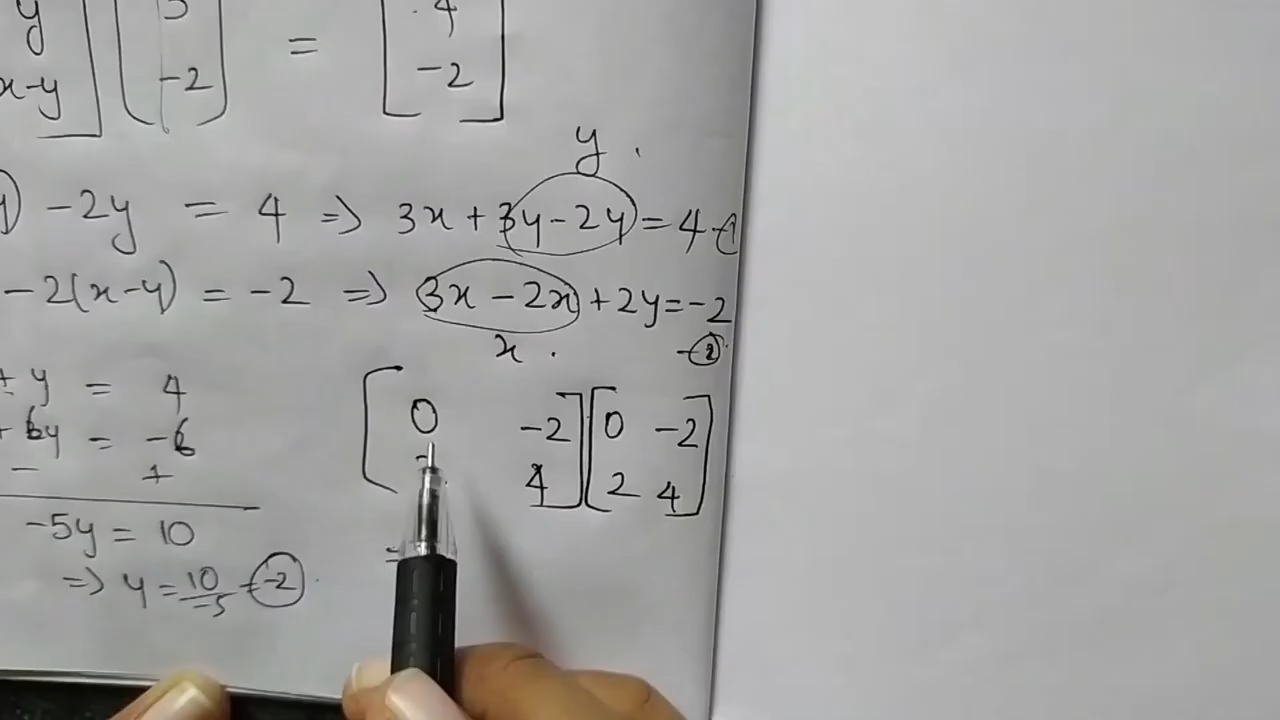 y 3 4
x-y -2 = -2
y
) -2y = 4 => 3x + 3y - 2y = 4 - 1
-2(x-y) = -2 => 3x - 2x + 2y = -2
x - 2
+ y = 4
+ 6y = -6
- +
0 -2 0 -2
4 2 4
-5y = 10 =
=> y = 10/-5 = -2